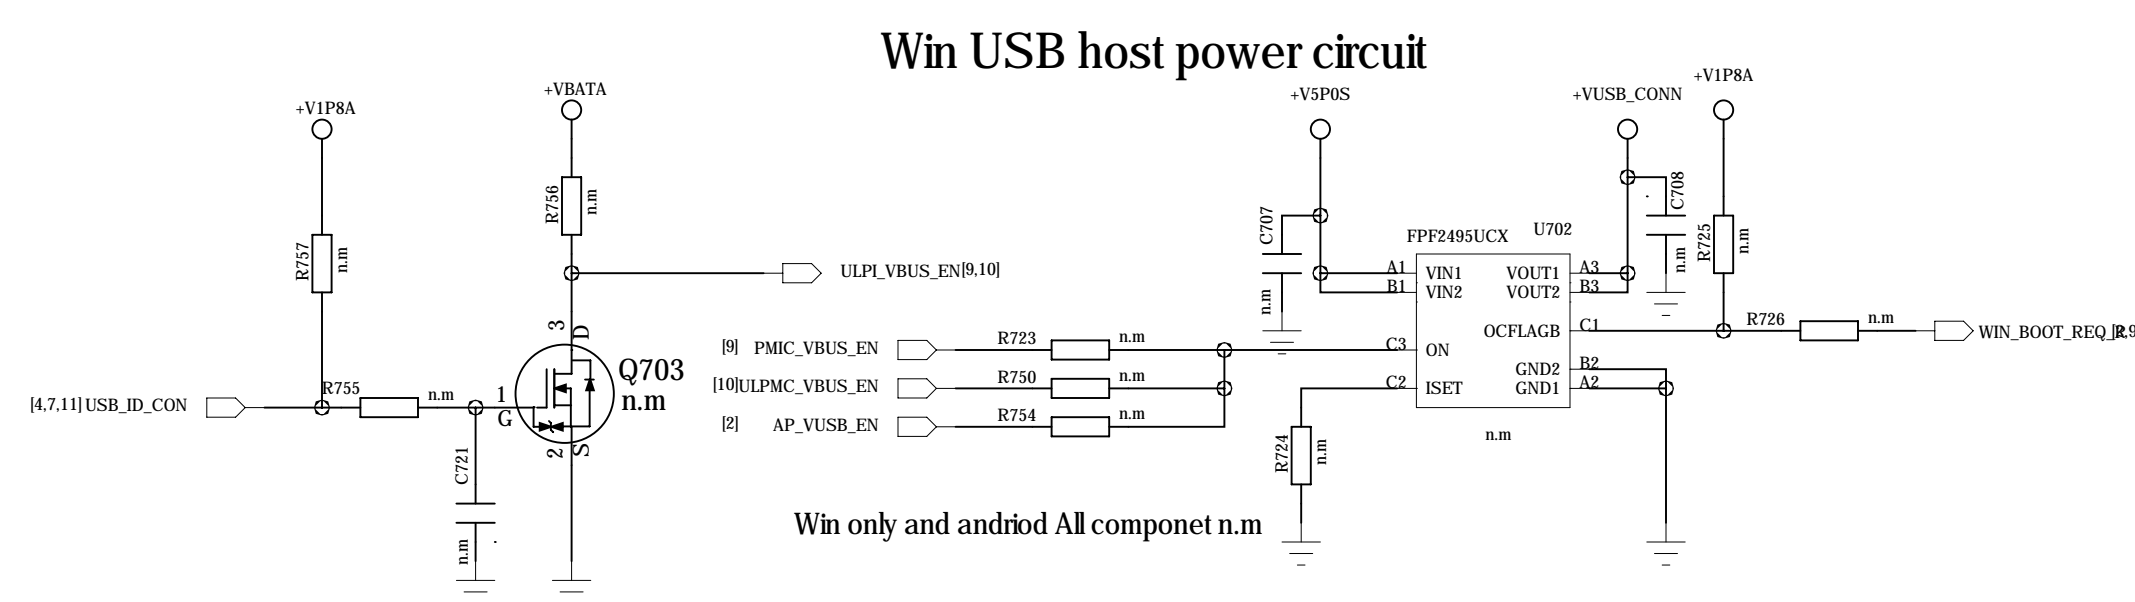 Win USB host power circuit
+V1P8A
+VBATA
+V5P0S
+VUSB_CONN
+V1P8A
R757
n.m
R756
n.m
ULPI_VBUS_EN[9,10]
3
D
Q703
n.m
1
G
2
S
[4,7,11]USB_ID_CON
R755
n.m
C721
n.m
[9] PMIC_VBUS_EN
R723
n.m
[10]ULPMC_VBUS_EN
R750
n.m
[2] AP_VUSB_EN
R754
n.m
C707
n.m
FPF2495UCX
U702
A1
VIN1
VOUT1
A3
B1
VIN2
VOUT2
B3
OCFLAGB
C1
C3
ON
GND2
B2
C2
ISET
GND1
A2
n.m
R724
n.m
C708
n.m
R725
n.m
R726
n.m
WIN_BOOT_REQ_
Win only and andriod All componet n.m